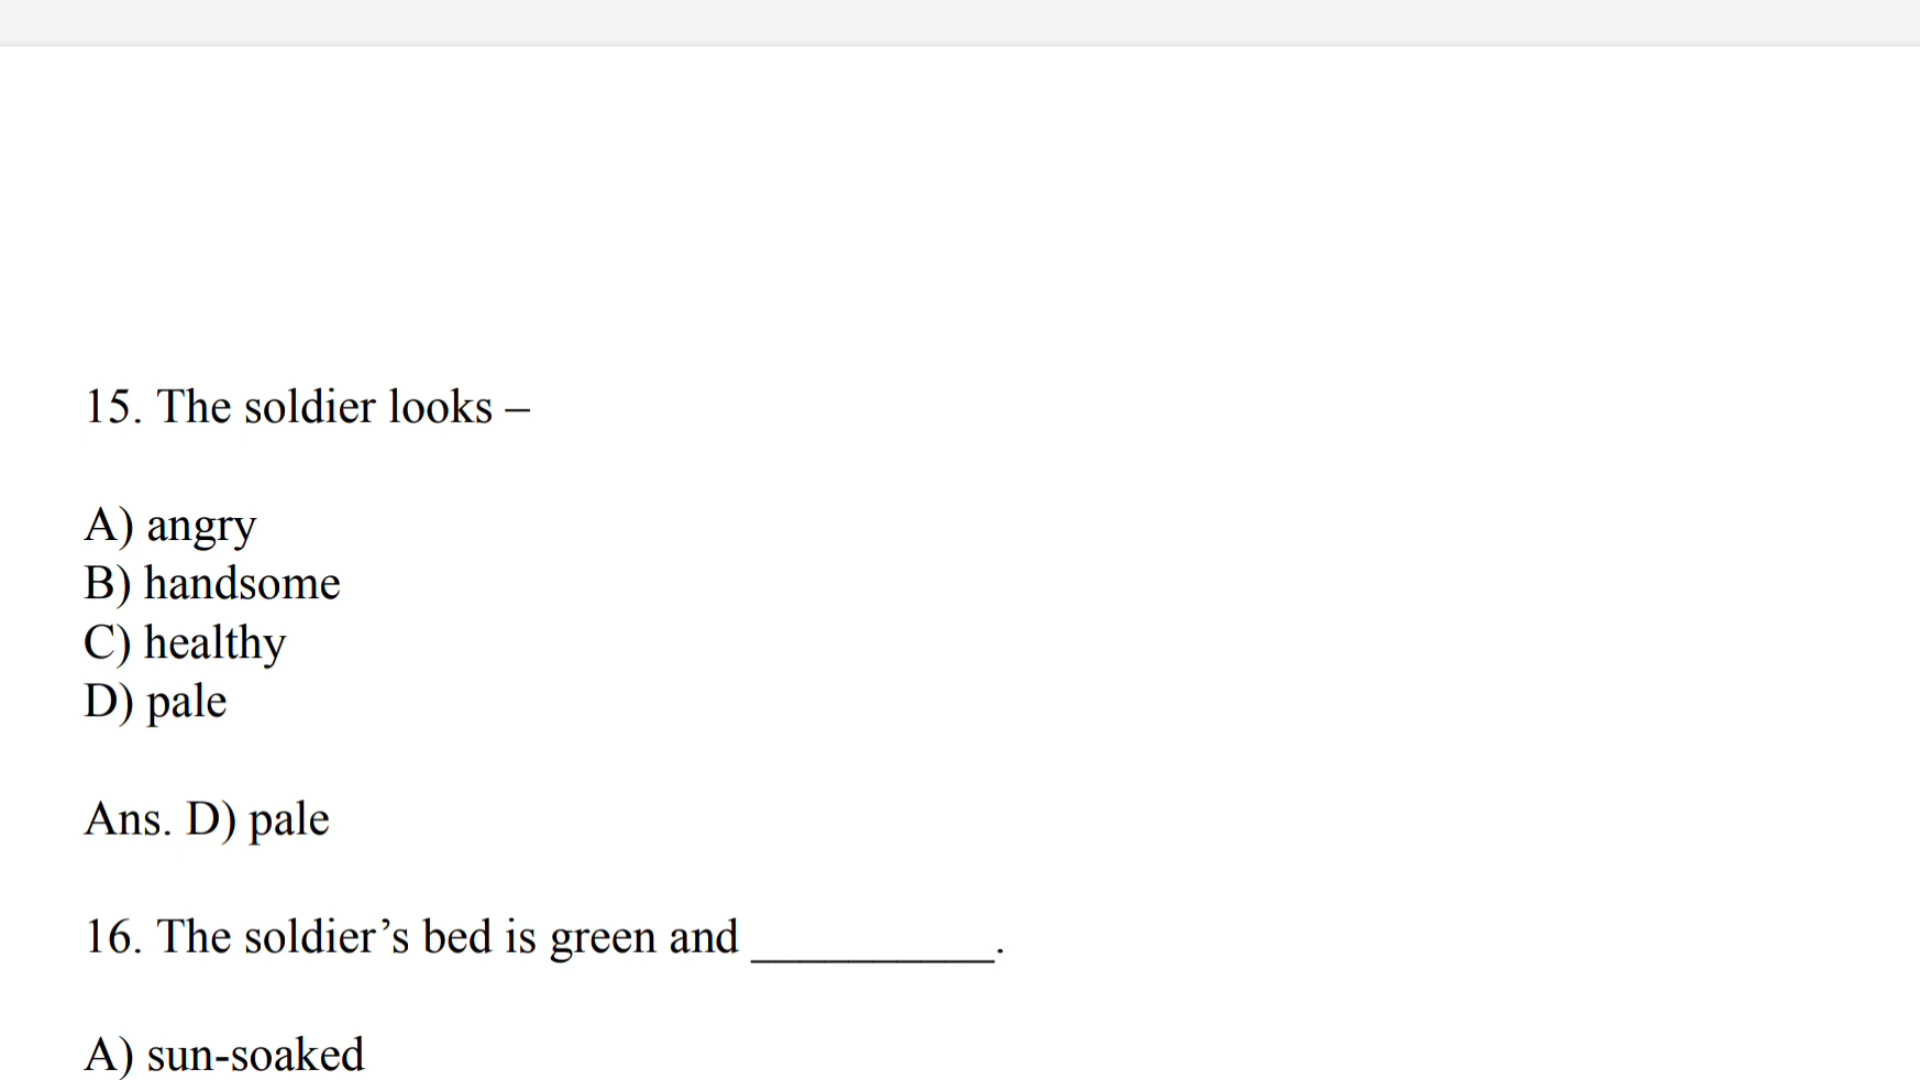 15. The soldier looks –
A) angry
B) handsome
C) healthy
D) pale
Ans. D) pale
16. The soldier’s bed is green and __________.
A) sun-soaked